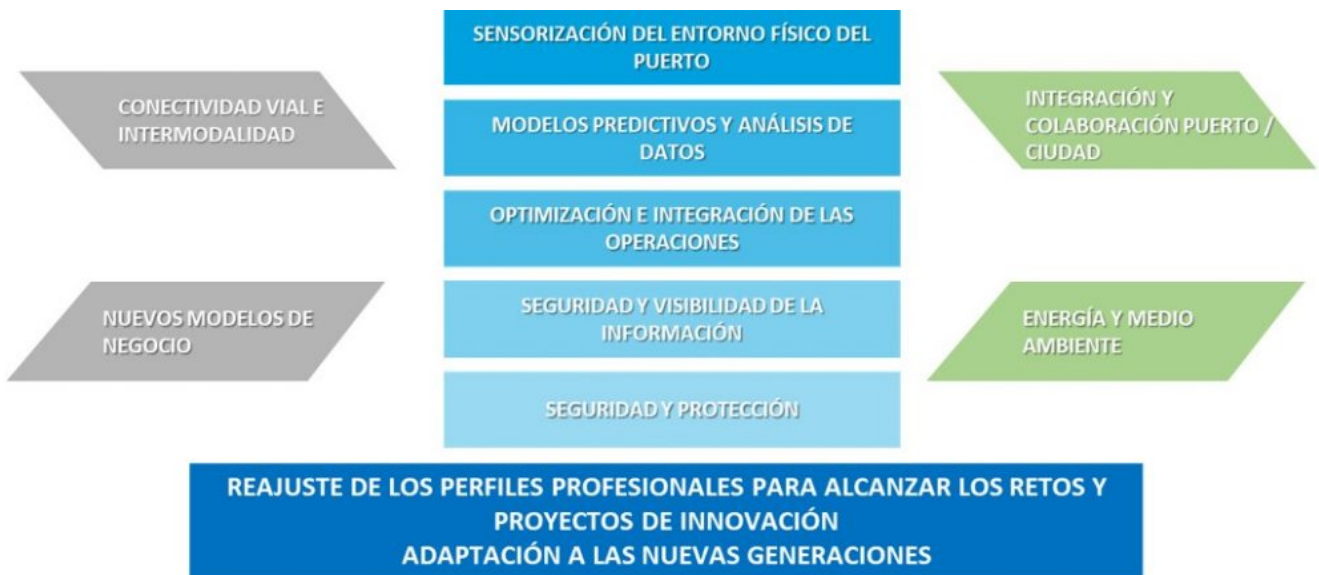 SENSORIZACIÓN DEL ENTORNO FÍSICO DEL
PUERTO
CONECTIVIDAD VIAL E
INTERMODALIDAD
MODELOS PREDICTIVOS Y ANÁLISIS DE
DATOS
INTEGRACIÓN Y
COLABORACIÓN PUERTO /
CIUDAD
OPTIMIZACIÓN E INTEGRACIÓN DE LAS
OPERACIONES
NUEVOS MODELOS DE
NEGOCIO
SEGURIDAD Y VISIBILIDAD DE LA
INFORMACIÓN
ENERGÍA Y MEDIO
AMBIENTE
SEGURIDAD Y PROTECCIÓN
REAJUSTE DE LOS PERFILES PROFESIONALES PARA ALCANZAR LOS RETOS Y
PROYECTOS DE INNOVACIÓN
ADAPTACIÓN A LAS NUEVAS GENERACIONES